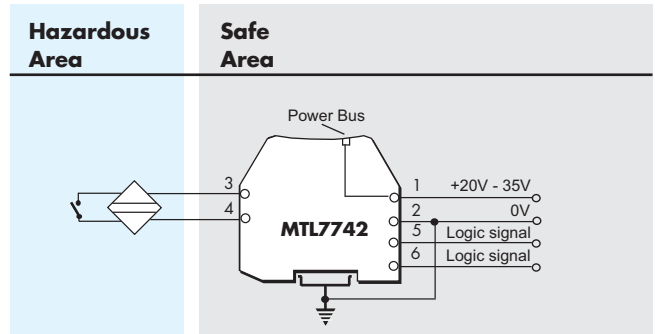 Hazardous
Area
Safe
Area
Power Bus
3
4
MTL7742
1 +20V - 35V
2 0V
5 Logic signal
6 Logic signal